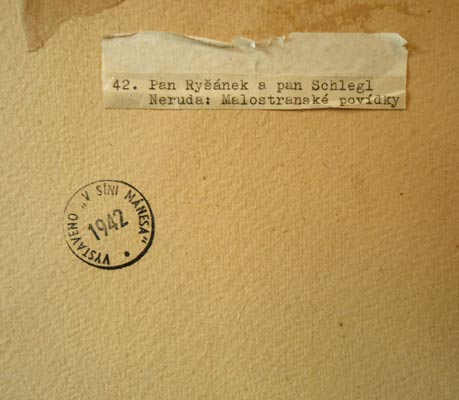 42. Pan Ryšánek a pan Schlegl
Neruda: Malostranské povídky
VYSTAVENO „V SÍNI MÁNESA“
1942